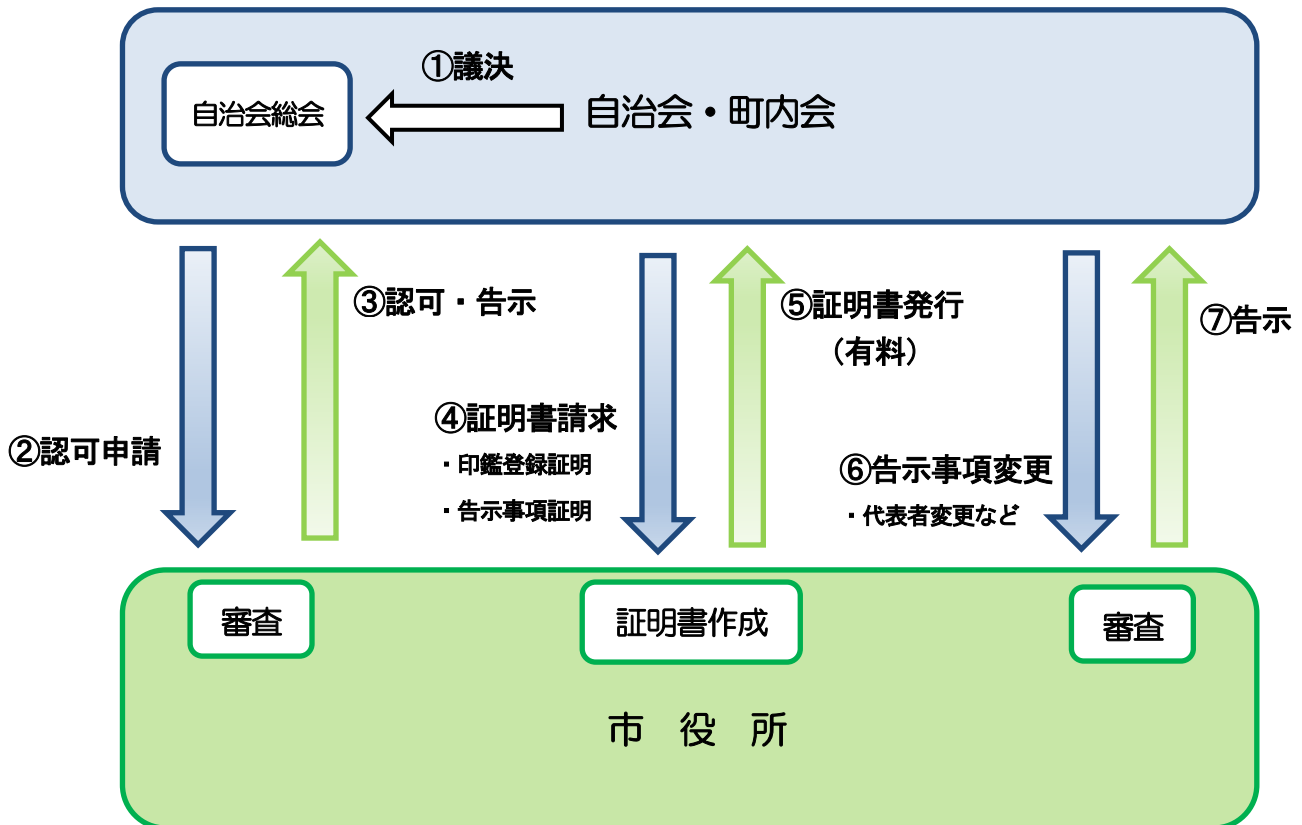 ①議決
自治会総会
自治会・町内会
③認可・告示
⑤証明書発行
（有料）
⑦告示
②認可申請
④証明書請求
・印鑑登録証明
・告示事項証明
⑥告示事項変更
・代表者変更など
審査
証明書作成
審査
市　役　所